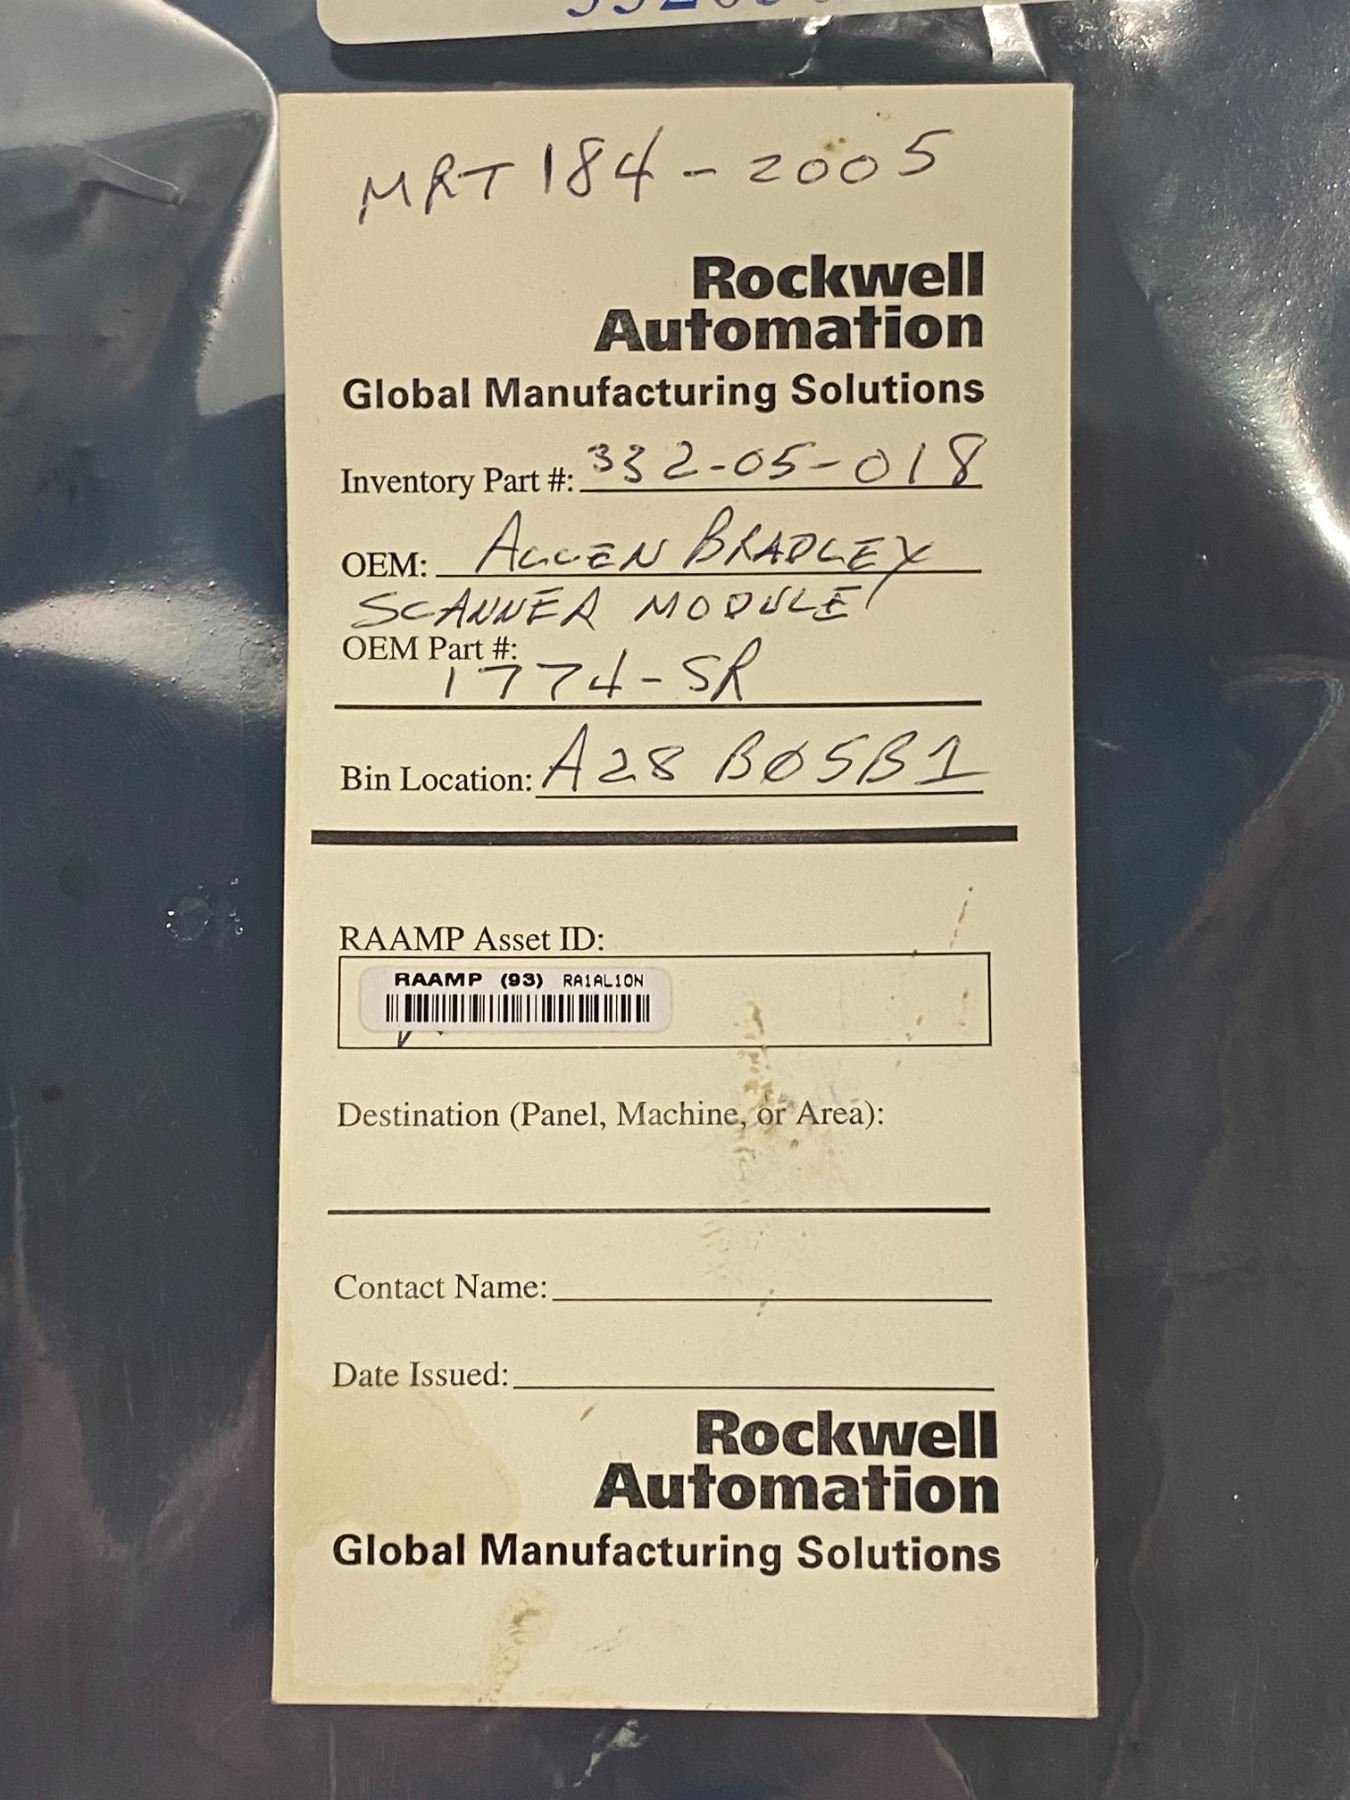 MRT 184-2005
Rockwell
Automation
Global Manufacturing Solutions
Inventory Part #: 332-05-018
OEM: ALLEN BRADLEY
SCANNER MODULE
OEM Part #:
1774-SR
Bin Location: A28 BØ5B1
RAAMP Asset ID:
RAAMP (93) RA1AL10N
Destination (Panel, Machine, or Area):
Contact Name:
Date Issued:
Rockwell
Automation
Global Manufacturing Solutions